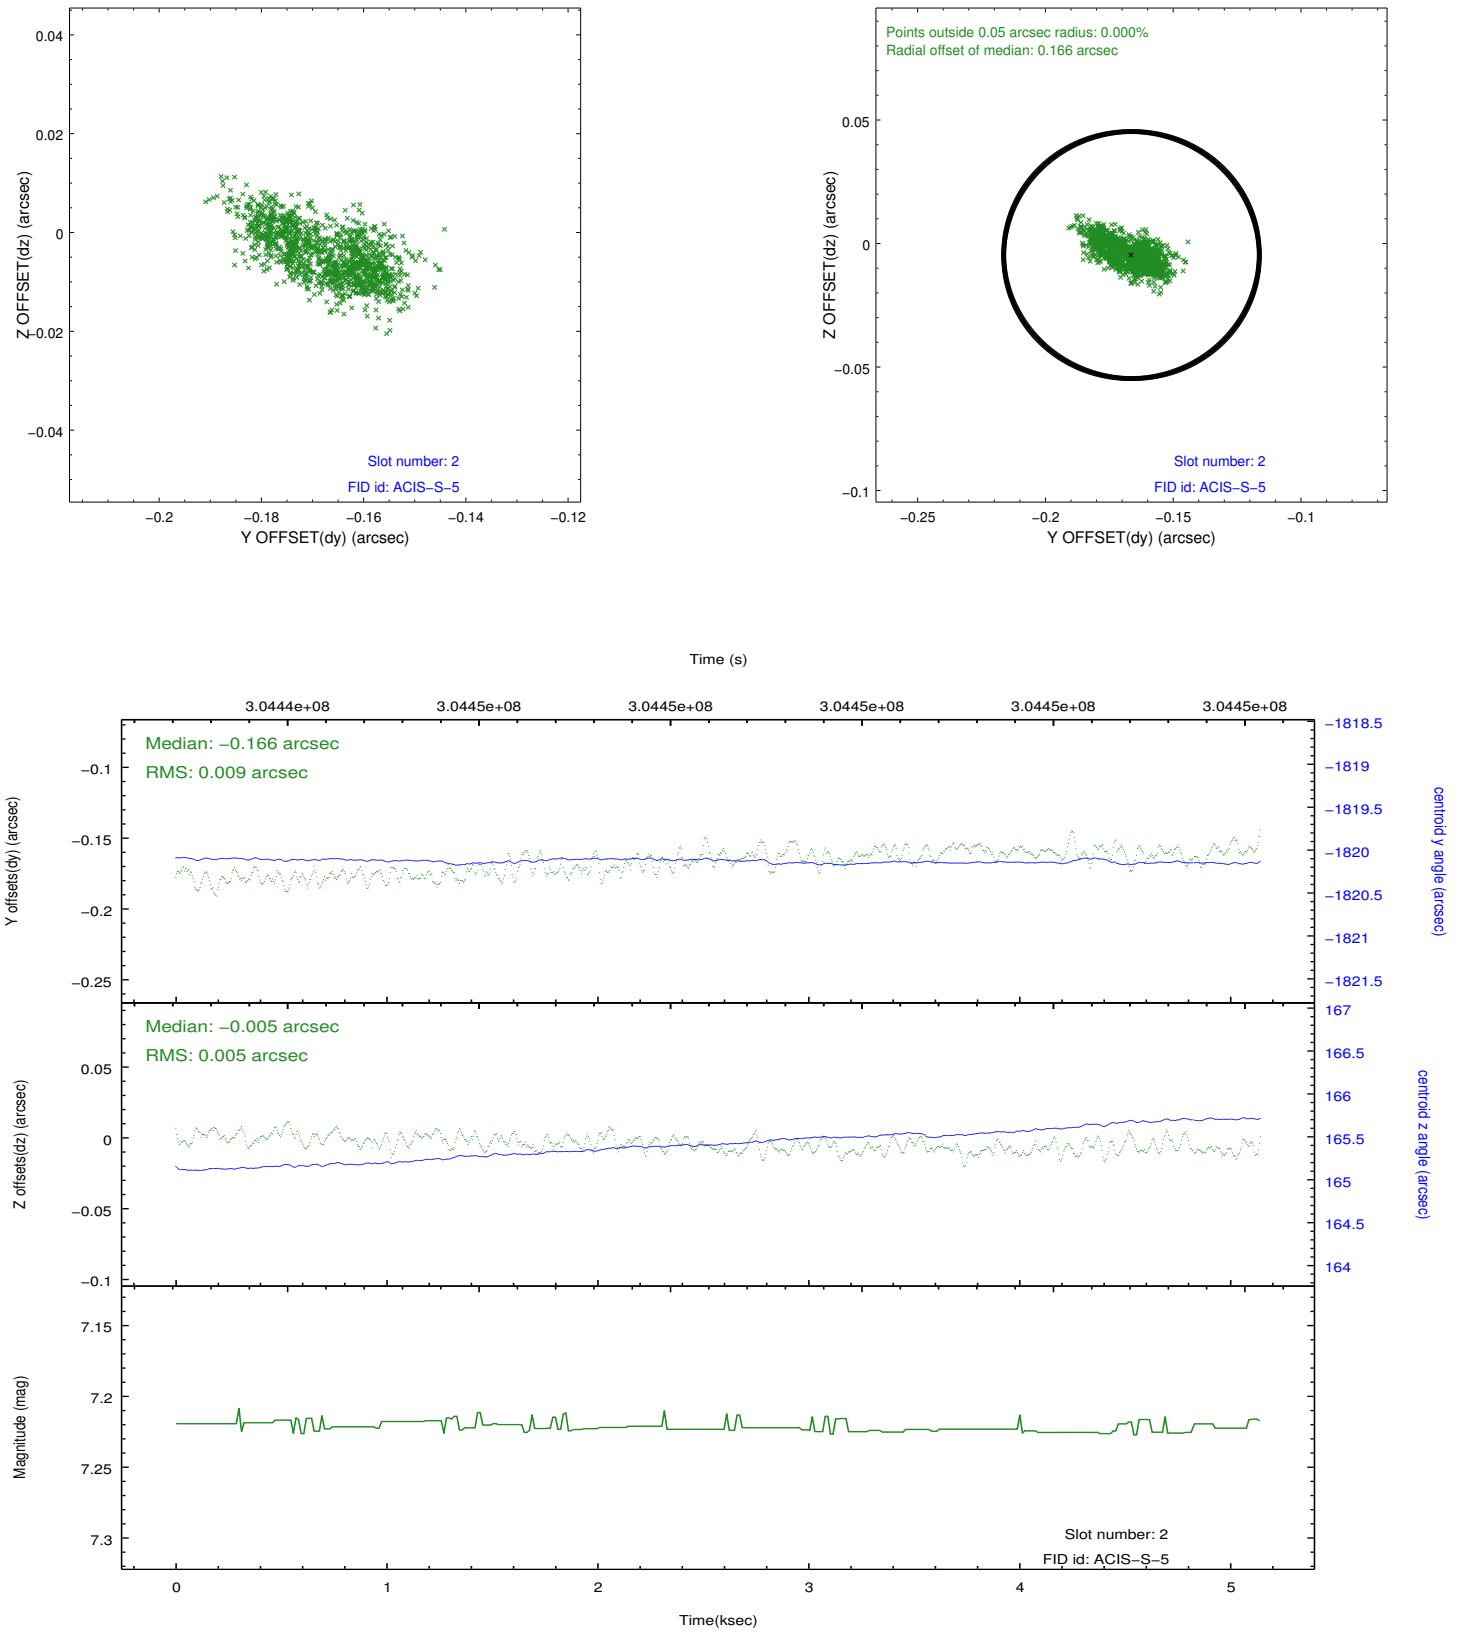 0.04
0.02
0
−0.02
−0.04
Z OFFSET(dz) (arcsec)
−0.2 −0.18 −0.16 −0.14 −0.12
Y OFFSET(dy) (arcsec)
Slot number: 2
FID id: ACIS−S−5
Points outside 0.05 arcsec radius: 0.000%
Radial offset of median: 0.166 arcsec
0.05
0
−0.05
−0.1
Z OFFSET(dz) (arcsec)
−0.25 −0.2 −0.15 −0.1
Y OFFSET(dy) (arcsec)
Slot number: 2
FID id: ACIS−S−5
Time (s)
3.0444e+08 3.0445e+08 3.0445e+08 3.0445e+08 3.0445e+08 3.0445e+08
Median: −0.166 arcsec
RMS: 0.009 arcsec
−0.1
−0.15
−0.2
−0.25
Y offsets(dy) (arcsec)
−1818.5
−1819
−1819.5
−1820
−1820.5
−1821
−1821.5
centroid y angle (arcsec)
Median: −0.005 arcsec
RMS: 0.005 arcsec
0.05
0
−0.05
−0.1
Z offsets(dz) (arcsec)
167
166.5
166
165.5
165
164.5
164
centroid z angle (arcsec)
7.15
7.2
7.25
7.3
Magnitude (mag)
Slot number: 2
FID id: ACIS−S−5
0 1 2 3 4 5
Time(ksec)